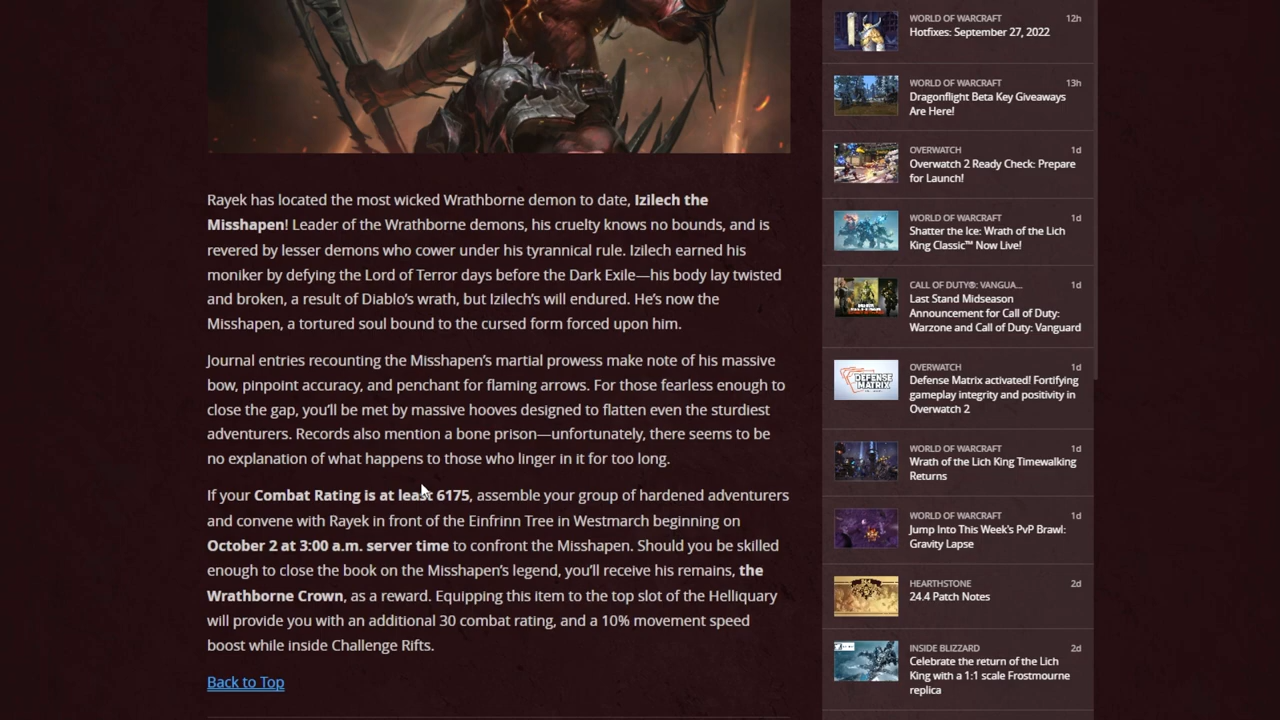 Rayek has located the most wicked Wrathborne demon to date, Izilech the
Misshapen! Leader of the Wrathborne demons, his cruelty knows no bounds, and is
revered by lesser demons who cower under his tyrannical rule. Izilech earned his
moniker by defying the Lord of Terror days before the Dark Exile—his body lay twisted
and broken, a result of Diablo's wrath, but Izilech's will endured. He's now the
Misshapen, a tortured soul bound to the cursed form forced upon him.
Journal entries recounting the Misshapen's martial prowess make note of his massive
bow, pinpoint accuracy, and penchant for flaming arrows. For those fearless enough to
close the gap, you'll be met by massive hooves designed to flatten even the sturdiest
adventurers. Records also mention a bone prison—unfortunately, there seems to be
no explanation of what happens to those who linger in it for too long.
If your Combat Rating is at least 6175, assemble your group of hardened adventurers
and convene with Rayek in front of the Einfrinn Tree in Westmarch beginning on
October 2 at 3:00 a.m. server time to confront the Misshapen. Should you be skilled
enough to close the book on the Misshapen's legend, you'll receive his remains, the
Wrathborne Crown, as a reward. Equipping this item to the top slot of the Helliquary
will provide you with an additional 30 combat rating, and a 10% movement speed
boost while inside Challenge Rifts.
Back to Top
WORLD OF WARCRAFT 12h
Hotfixes: September 27, 2022
WORLD OF WARCRAFT 13h
Dragonflight Beta Key Giveaways
Are Here!
OVERWATCH 1d
Overwatch 2 Ready Check: Prepare
for Launch!
WORLD OF WARCRAFT 1d
Shatter the Ice: Wrath of the Lich
King Classic™ Now Live!
CALL OF DUTY®: VANGUA... 1d
Last Stand Midseason
Announcement for Call of Duty:
Warzone and Call of Duty: Vanguard
DEFENSE
MATRIX
OVERWATCH 1d
Defense Matrix activated! Fortifying
gameplay integrity and positivity in
Overwatch 2
WORLD OF WARCRAFT 1d
Wrath of the Lich King Timewalking
Returns
WORLD OF WARCRAFT 1d
Jump Into This Week's PvP Brawl:
Gravity Lapse
HEARTHSTONE 2d
24.4 Patch Notes
INSIDE BLIZZARD 2d
Celebrate the return of the Lich
King with a 1:1 scale Frostmourne
replica